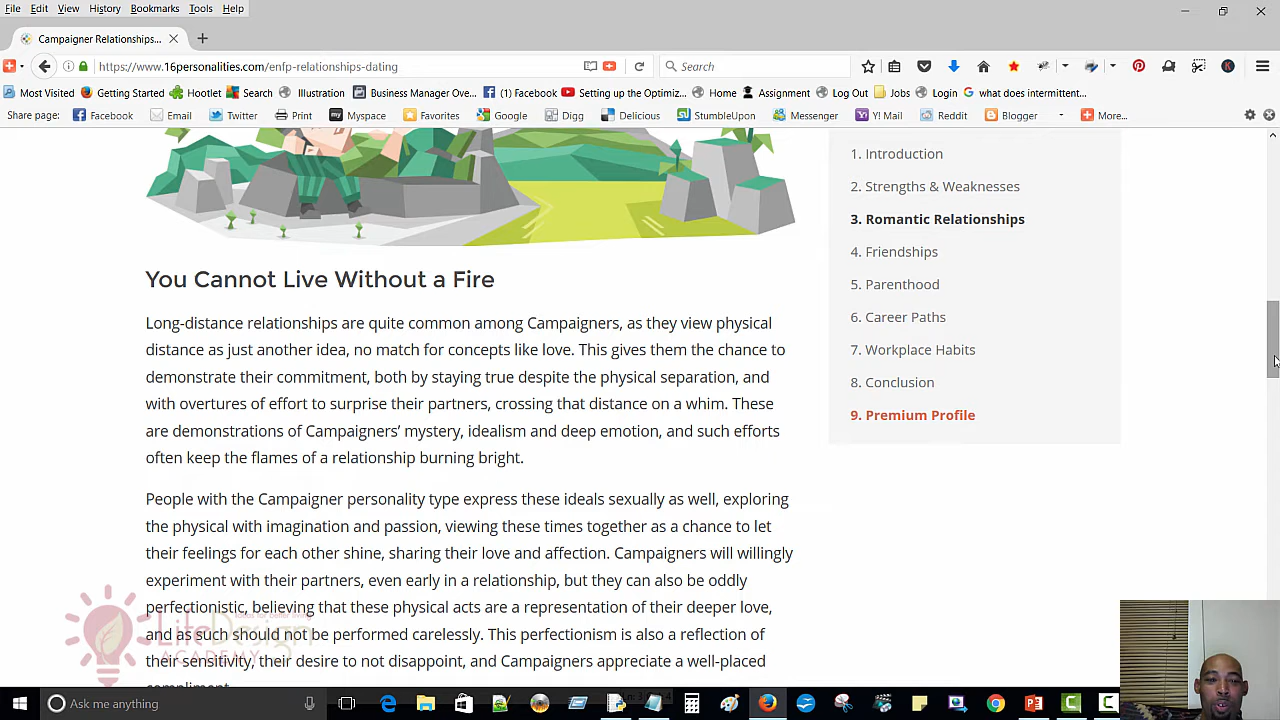 File Edit View History Bookmarks Tools Help
Campaigner Relationships...
https://www.16personalities.com/enfp-relationships-dating Search
Most Visited Getting Started Hootlet Search Illustration Business Manager Ove... (1) Facebook Setting up the Optimiz... Home Assignment Log Out Jobs Login what does intermittent...
Share page: Facebook Email Twitter Print Myspace Favorites Google Digg Delicious StumbleUpon Messenger Y! Mail Reddit Blogger More...
1. Introduction
2. Strengths & Weaknesses
3. Romantic Relationships
4. Friendships
5. Parenthood
6. Career Paths
7. Workplace Habits
8. Conclusion
9. Premium Profile
You Cannot Live Without a Fire
Long-distance relationships are quite common among Campaigners, as they view physical
distance as just another idea, no match for concepts like love. This gives them the chance to
demonstrate their commitment, both by staying true despite the physical separation, and
with overtures of effort to surprise their partners, crossing that distance on a whim. These
are demonstrations of Campaigners’ mystery, idealism and deep emotion, and such efforts
often keep the flames of a relationship burning bright.
People with the Campaigner personality type express these ideals sexually as well, exploring
the physical with imagination and passion, viewing these times together as a chance to let
their feelings for each other shine, sharing their love and affection. Campaigners will willingly
experiment with their partners, even early in a relationship, but they can also be oddly
perfectionistic, believing that these physical acts are a representation of their deeper love,
and as such should not be performed carelessly. This perfectionism is also a reflection of
their sensitivity, their desire to not disappoint, and Campaigners appreciate a well-placed
compliment.
LifeDesign
ACADEMY
Ask me anything